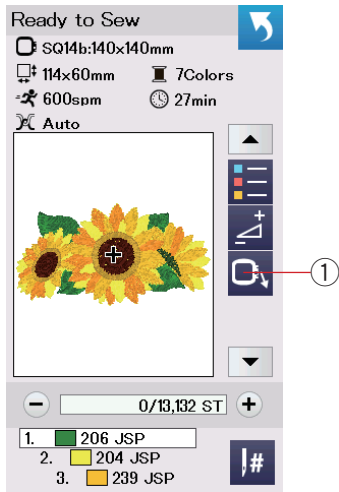 Ready to Sew
SQ14b:140x140mm
114x60mm 7Colors
600spm 27min
Auto
1
0/13,132 ST
1. 206 JSP
2. 204 JSP
3. 239 JSP
#